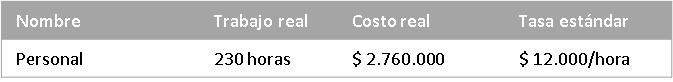 Nombre Trabajo real Costo real Tasa estándar
Personal 230 horas $ 2.760.000 $ 12.000/hora